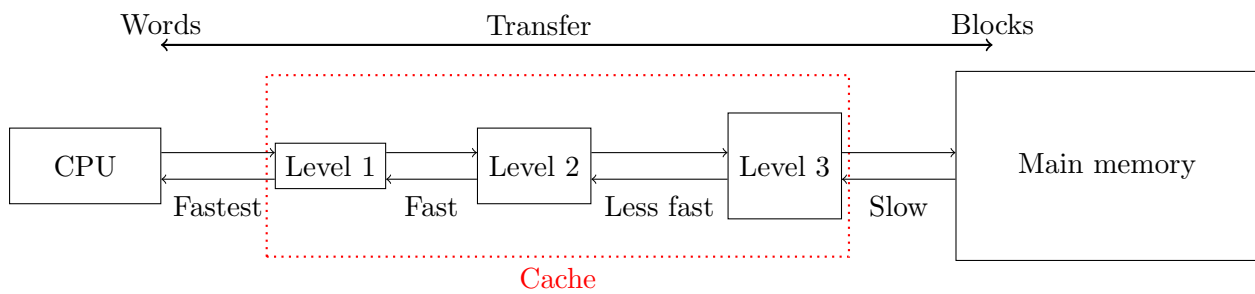 Words
Transfer
Blocks
CPU
Level 1
Level 2
Level 3
Main memory
Fastest
Fast
Less fast
Slow
Cache